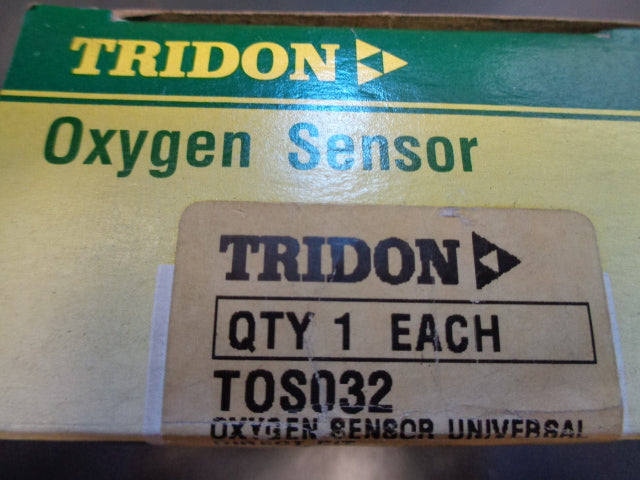 TRIDON
Oxygen Sensor
TRIDON
QTY 1 EACH
TOS032
OXYGEN SENSOR UNIVERSAL